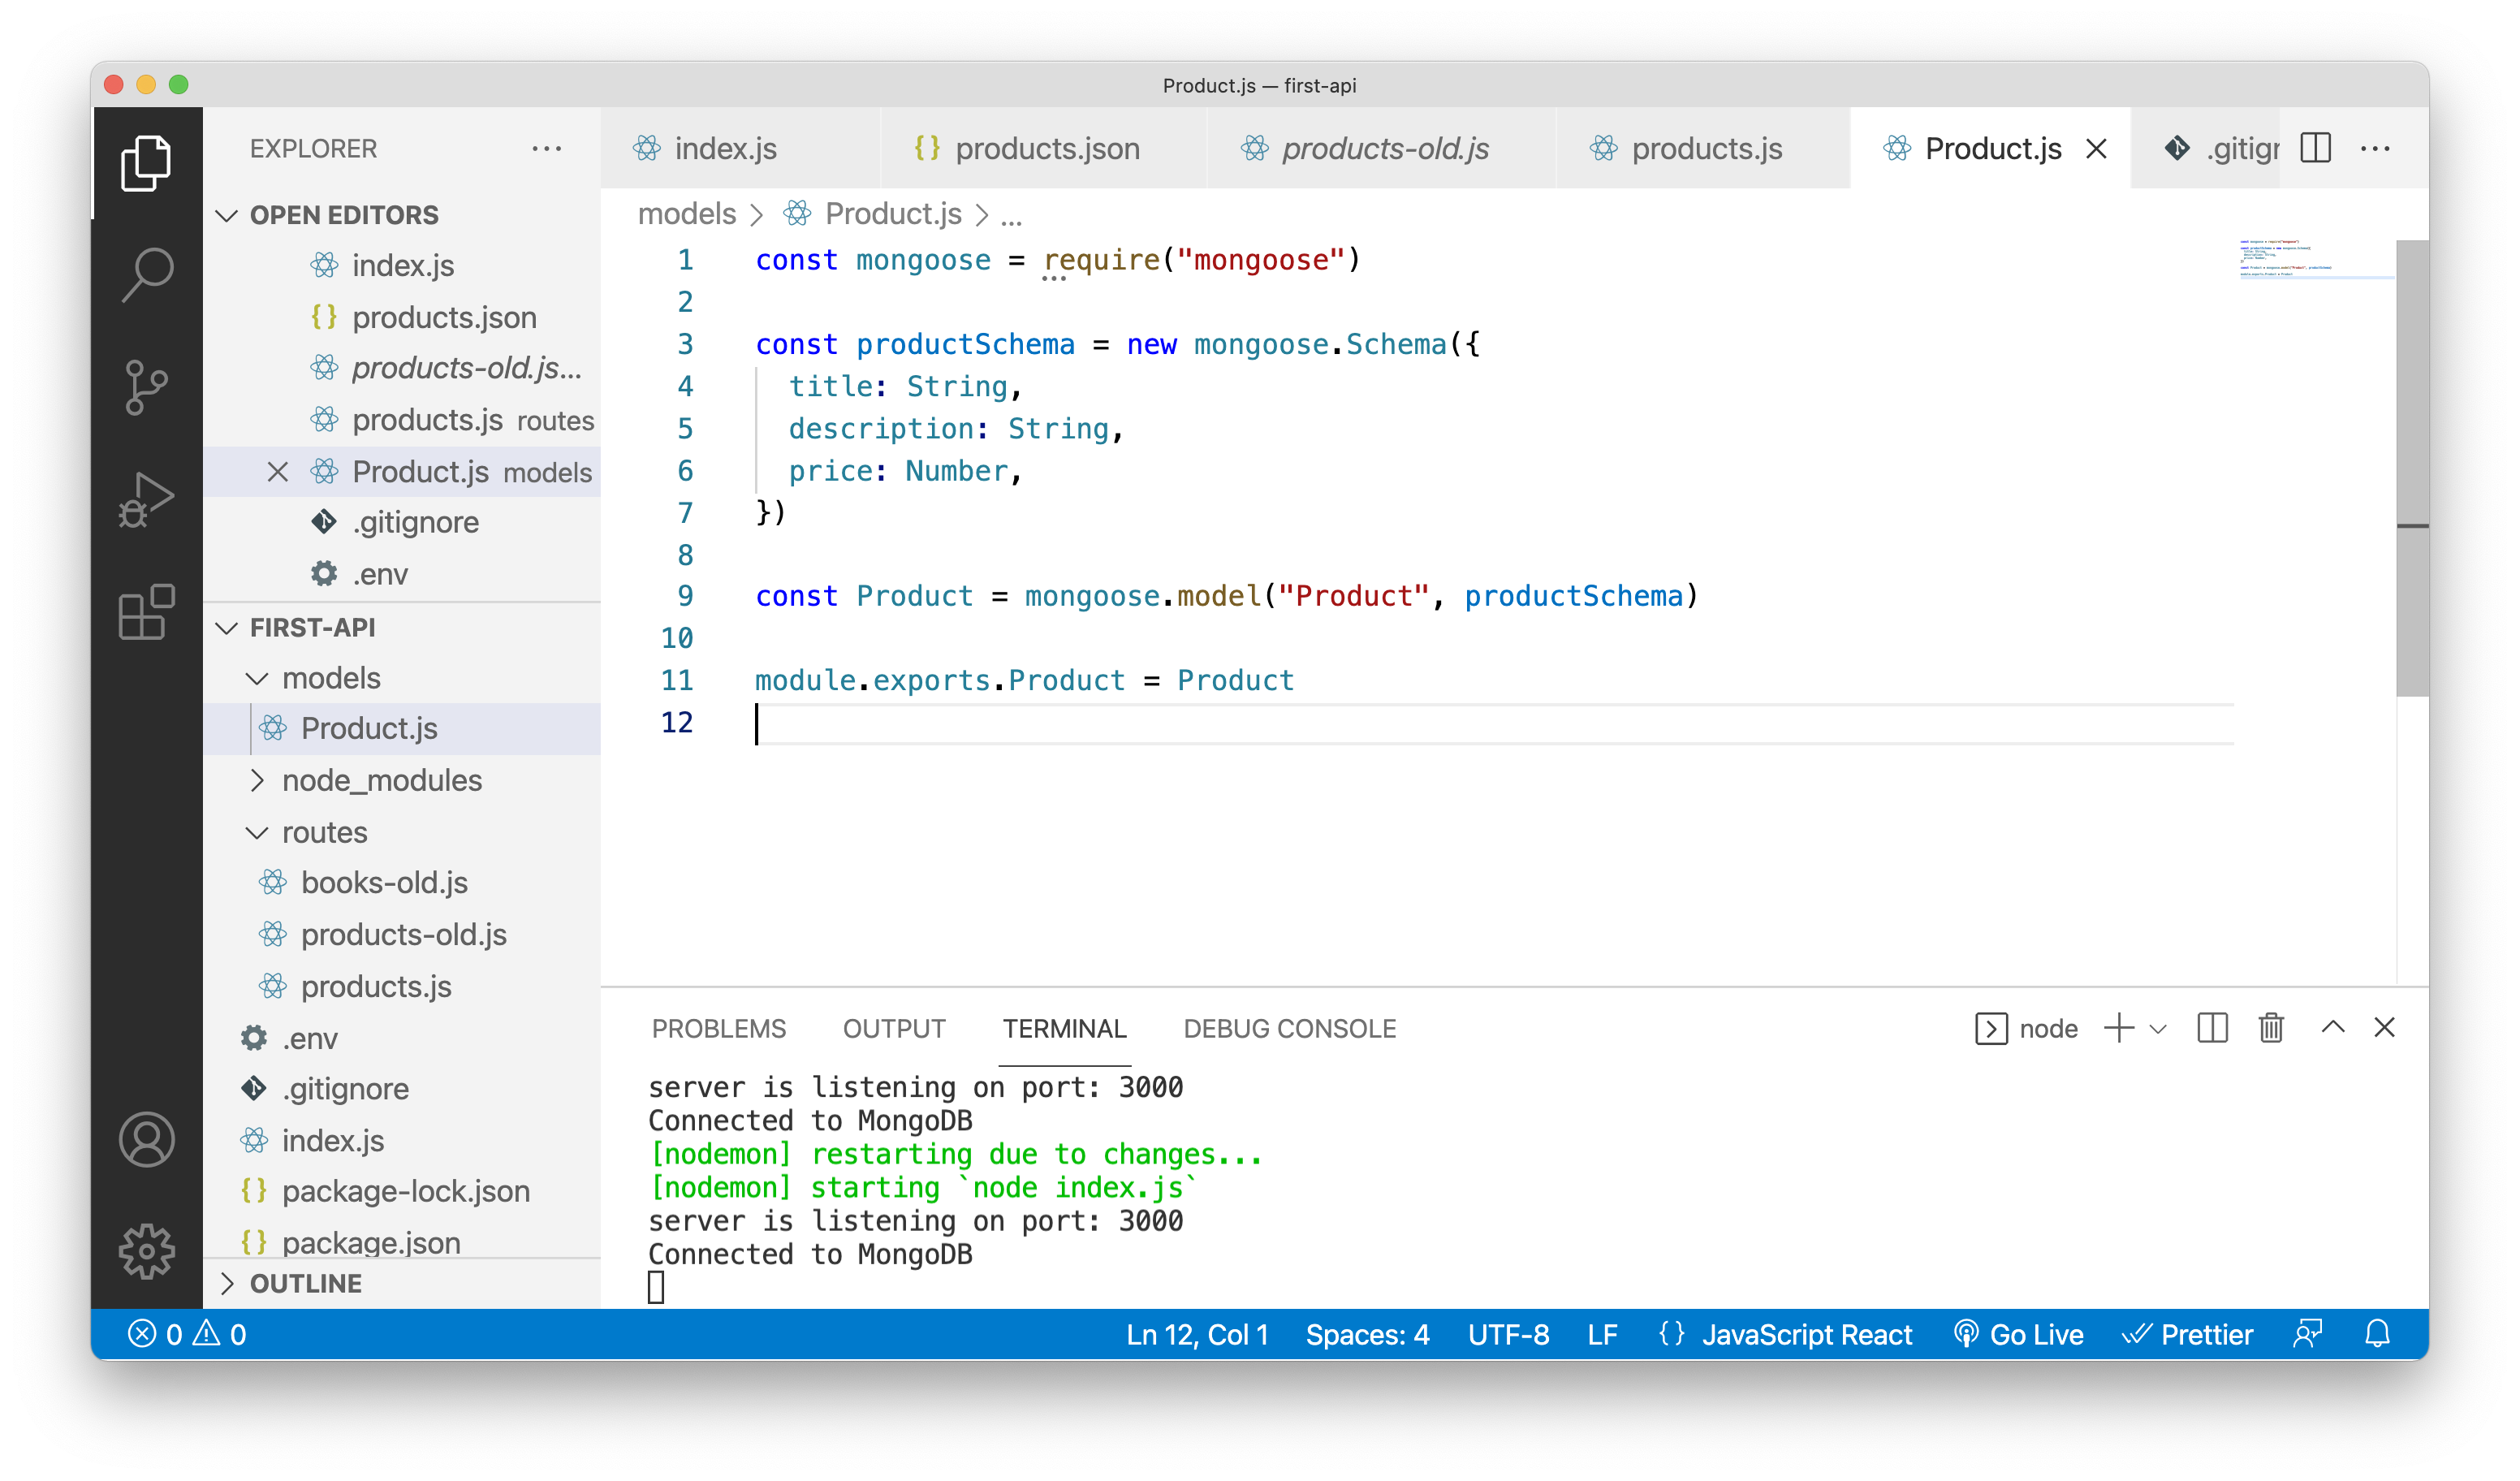 Product.js — first-api
EXPLORER
OPEN EDITORS
index.js
products.json
products-old.js...
products.js routes
Product.js models
.gitignore
.env
FIRST-API
models
Product.js
node_modules
routes
books-old.js
products-old.js
products.js
.env
.gitignore
index.js
package-lock.json
package.json
OUTLINE
index.js
products.json
products-old.js
products.js
Product.js
.gitigr
models > Product.js > ...
1 const mongoose = require("mongoose")
2
3 const productSchema = new mongoose.Schema({
4 title: String,
5 description: String,
6 price: Number,
7 })
8
9 const Product = mongoose.model("Product", productSchema)
10
11 module.exports.Product = Product
12
PROBLEMS OUTPUT TERMINAL DEBUG CONSOLE
node
server is listening on port: 3000
Connected to MongoDB
[nodemon] restarting due to changes...
[nodemon] starting `node index.js`
server is listening on port: 3000
Connected to MongoDB
0 0 Ln 12, Col 1 Spaces: 4 UTF-8 LF {} JavaScript React Go Live Prettier